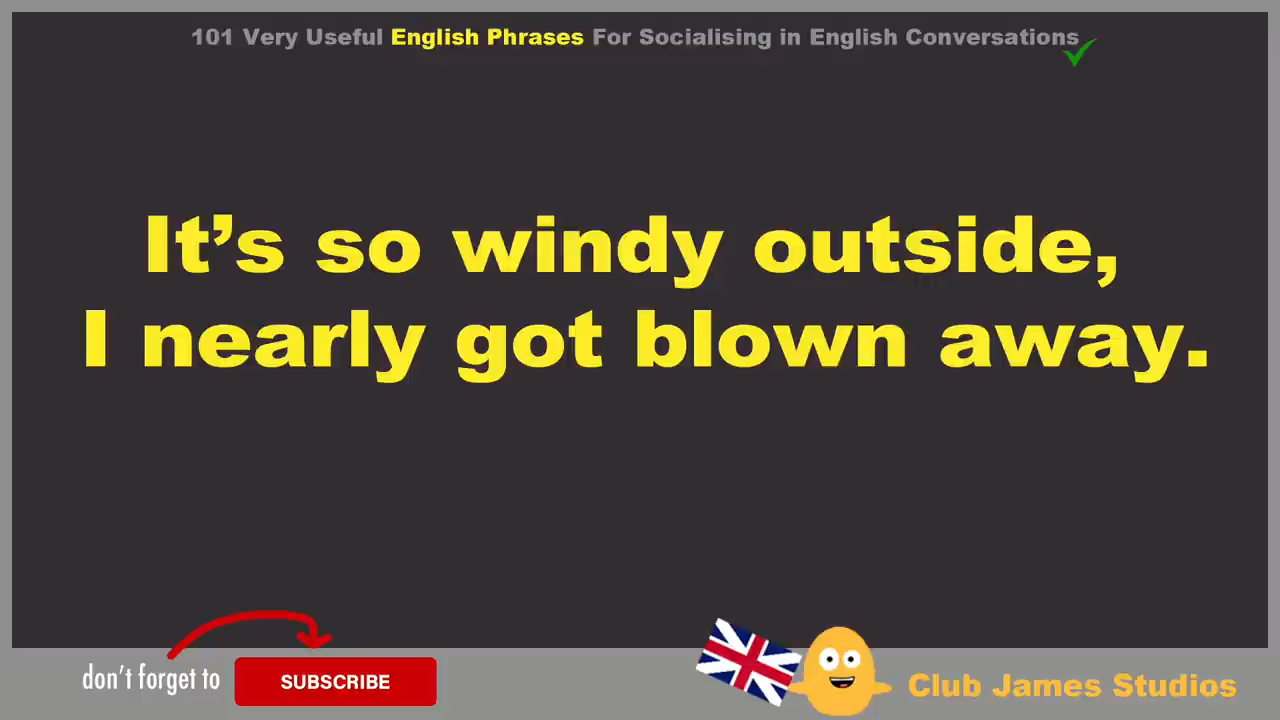 101 Very Useful English Phrases For Socialising in English Conversations
It’s so windy outside,
I nearly got blown away.
don't forget to
SUBSCRIBE
Club James Studios